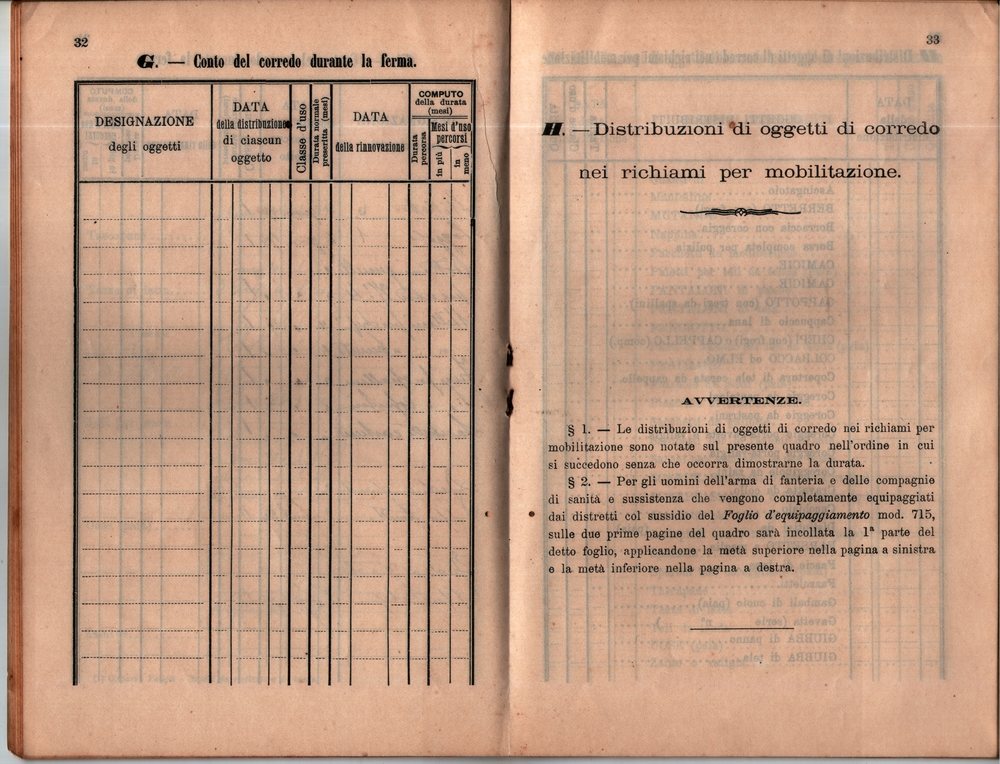 32
G. — Conto del corredo durante la ferma.
DESIGNAZIONE
degli oggetti
DATA
della distribuzione
di ciascun
oggetto
Classe d'uso
Durata normale
prescritta (mesi)
DATA
della rinnovazione
COMPUTO
della durata
(mesi)
Durata
percorsa
Mesi d'uso
percorsi
in più
in
meno
33
H. — Distribuzioni di oggetti di corredo
nei richiami per mobilitazione.
AVVERTENZE.
§ 1. — Le distribuzioni di oggetti di corredo nei richiami per
mobilitazione sono notate sul presente quadro nell'ordine in cui
si succedono senza che occorra dimostrarne la durata.
§ 2. — Per gli uomini dell'arma di fanteria e delle compagnie
di sanità e sussistenza che vengono completamente equipaggiati
dai distretti col sussidio del Foglio d'equipaggiamento mod. 715,
sulle due prime pagine del quadro sarà incollata la 1ª parte del
detto foglio, applicandone la metà superiore nella pagina a sinistra
e la metà inferiore nella pagina a destra.